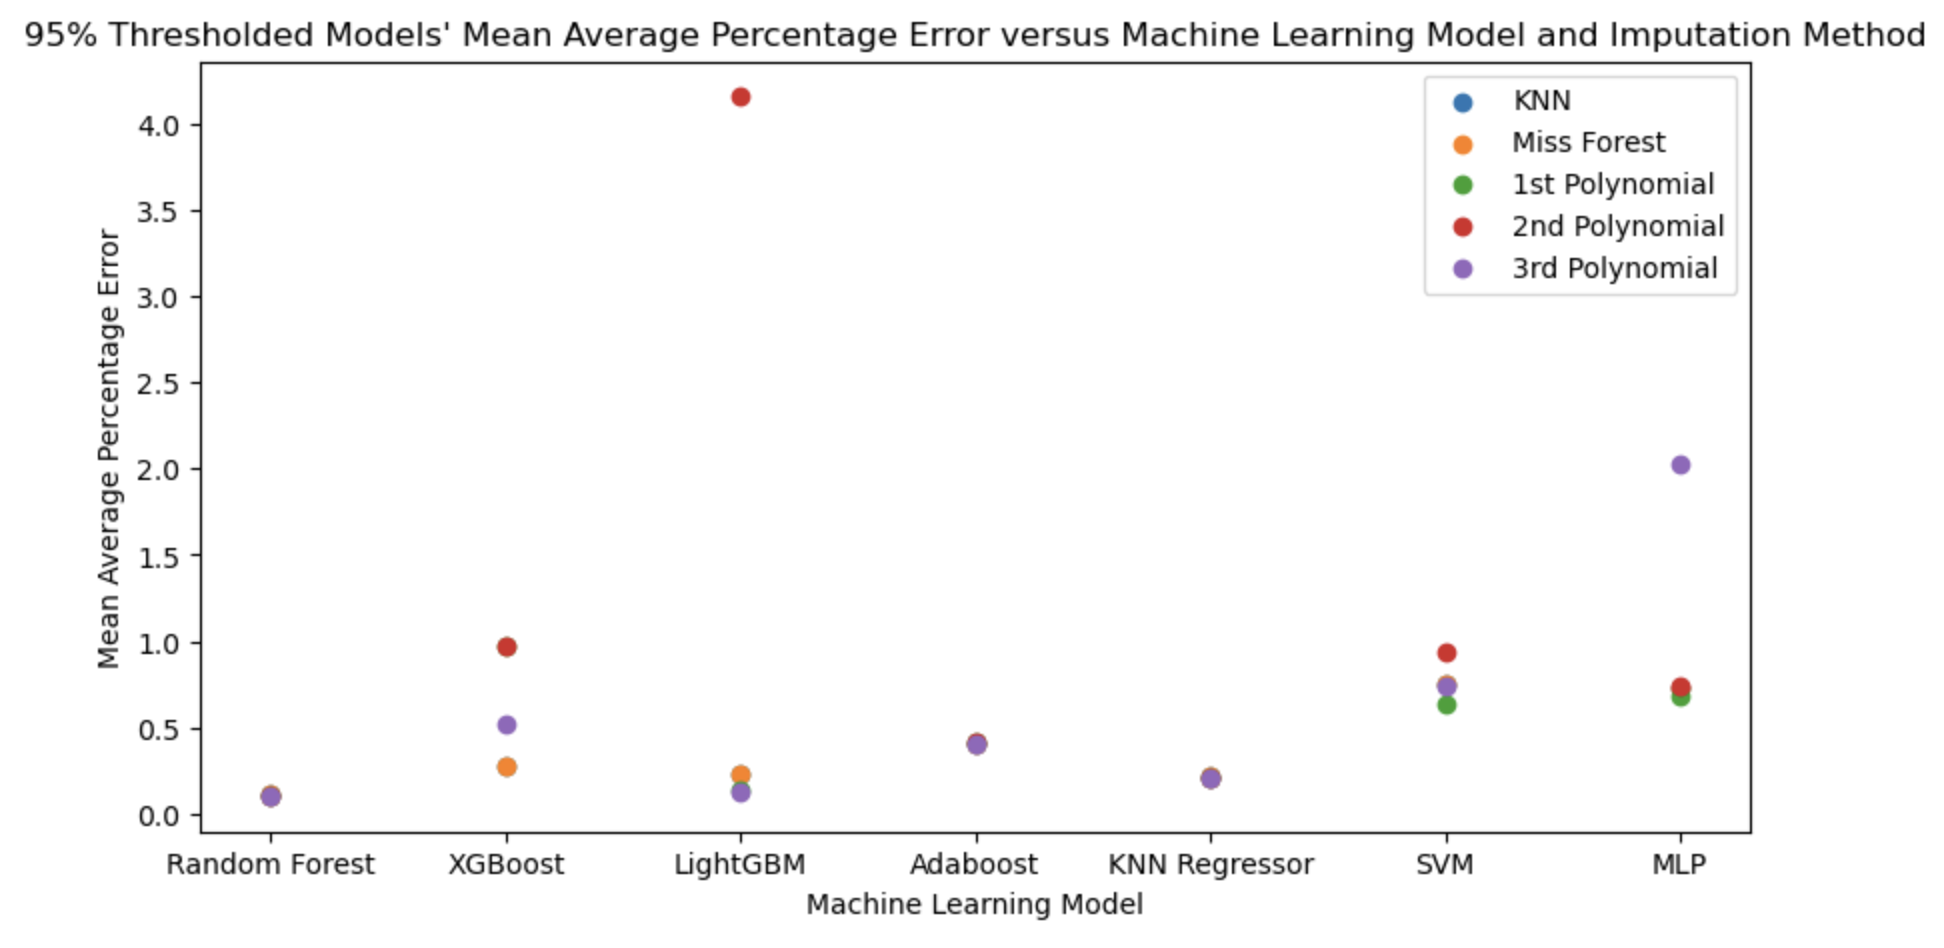 95% Thresholded Models' Mean Average Percentage Error versus Machine Learning Model and Imputation Method
Mean Average Percentage Error
4.0
3.5
3.0
2.5
2.0
1.5
1.0
0.5
0.0
KNN
Miss Forest
1st Polynomial
2nd Polynomial
3rd Polynomial
Random Forest XGBoost LightGBM Adaboost KNN Regressor SVM MLP
Machine Learning Model